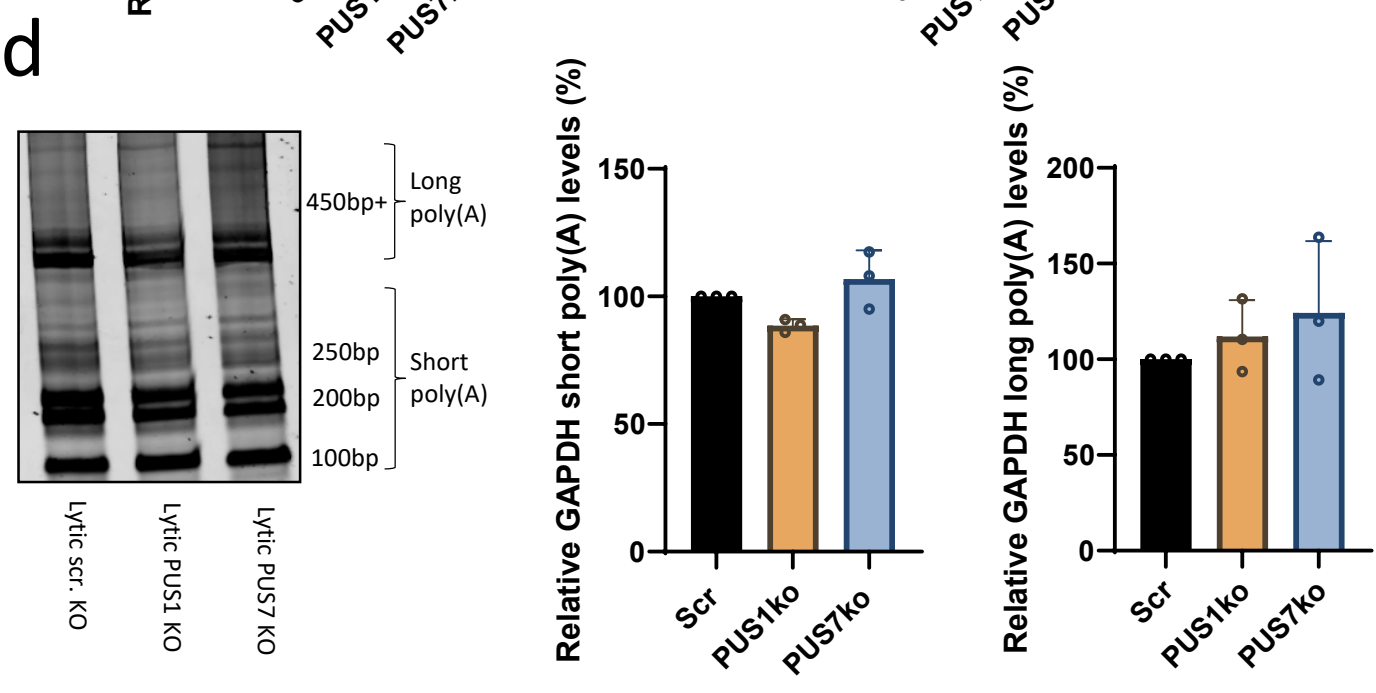 d
450bp+
Long
poly(A)
250bp
200bp
100bp
Short
poly(A)
Lytic scr. KO
Lytic PUS1 KO
Lytic PUS7 KO
Relative GAPDH short poly(A) levels (%)
150
100
50
0
Scr
PUS1ko
PUS7ko
Relative GAPDH long poly(A) levels (%)
200
150
100
50
0
Scr
PUS1ko
PUS7ko